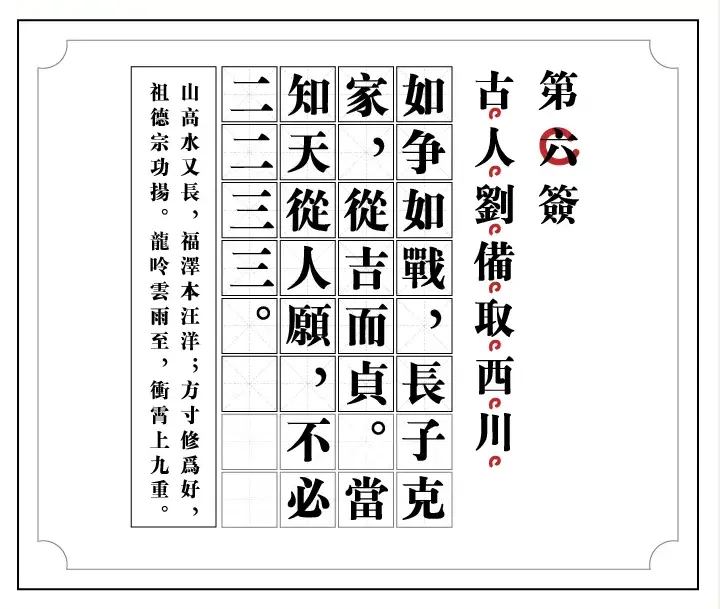 第六簽
古人劉備取西川
如争如戰，長子克
家，從吉而貞。當
知天從人願，不必
二二三三。
山高水又長，福澤本汪洋；方寸修爲好，
祖德宗功揚。龍吟雲雨至，衝霄上九重。